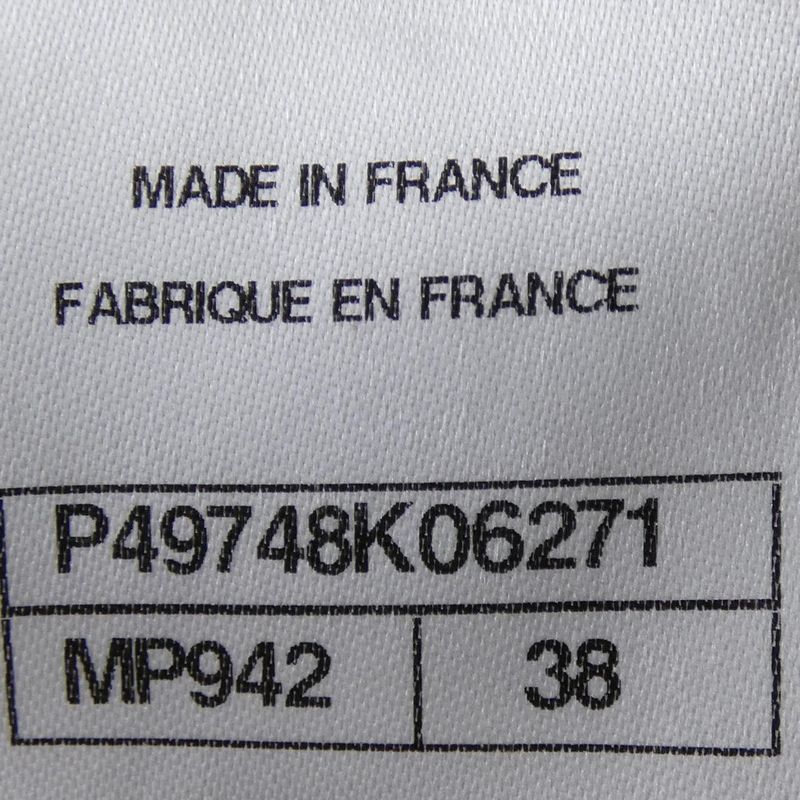 MADE IN FRANCE
FABRIQUE EN FRANCE
P49748K06271
MP942 38